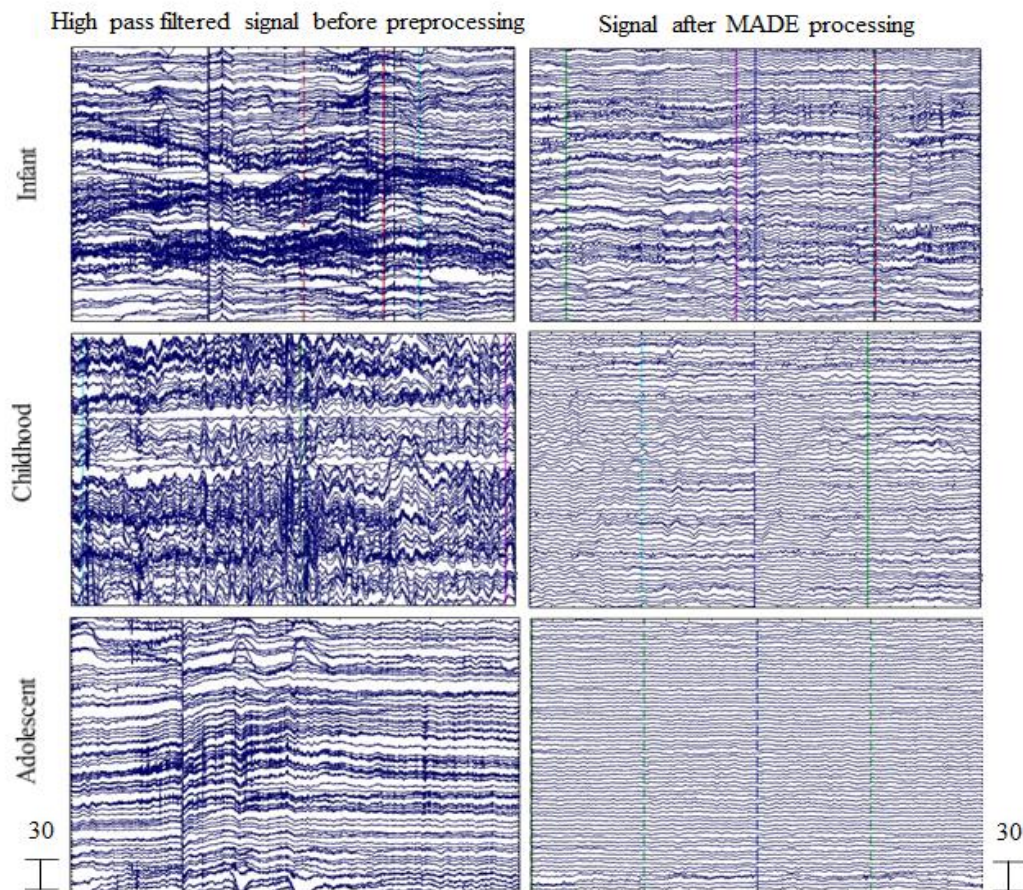 High pass filtered signal before preprocessing
Signal after MADE processing
Infant
Childhood
Adolescent
30
30